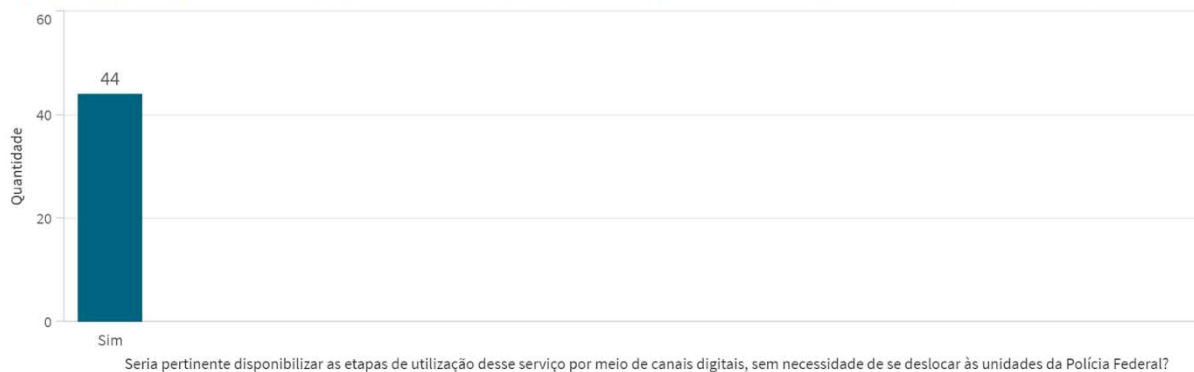 60
44
40
20
0
Quantidade
Sim
Seria pertinente disponibilizar as etapas de utilização desse serviço por meio de canais digitais, sem necessidade de se deslocar às unidades da Polícia Federal?